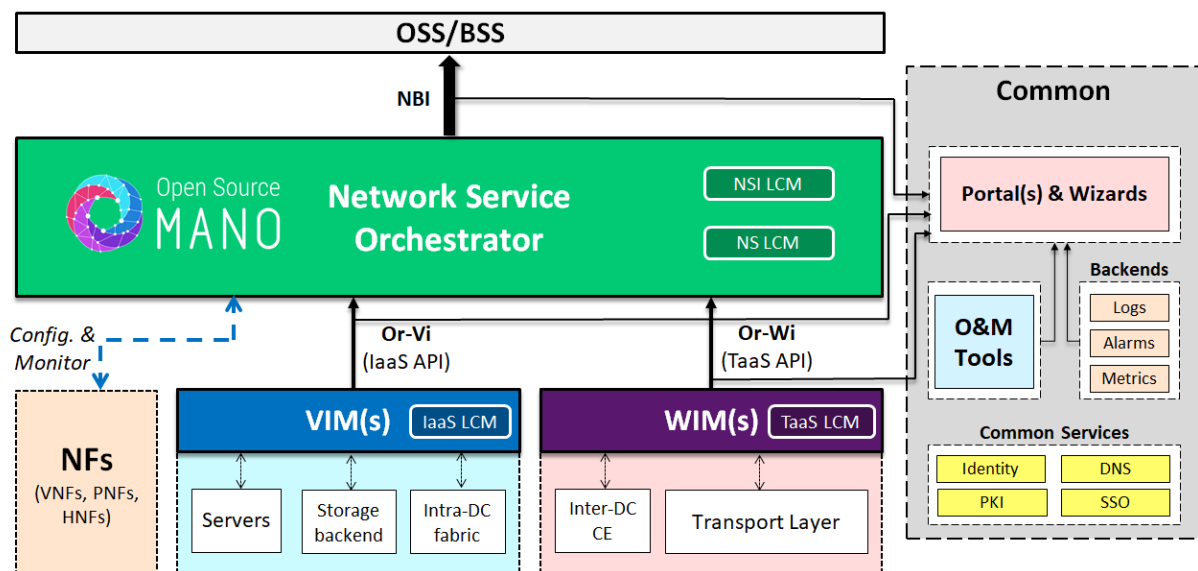 OSS/BSS
NBI
Open Source
MANO
Network Service
Orchestrator
NSI LCM
NS LCM
Config. &
Monitor
Or-Vi
(IaaS API)
Or-Wi
(TaaS API)
NFs
(VNFs, PNFs,
HNFs)
VIM(s)
IaaS LCM
Servers
Storage
backend
Intra-DC
fabric
WIM(s)
TaaS LCM
Inter-DC
CE
Transport Layer
Common
Portal(s) & Wizards
O&M
Tools
Backends
Logs
Alarms
Metrics
Common Services
Identity
DNS
PKI
SSO